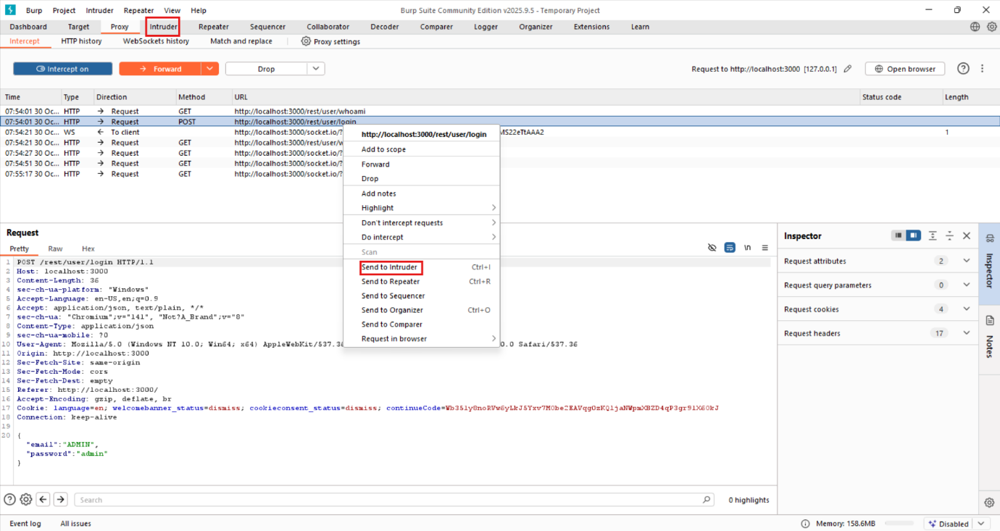 Burp Project Intruder Repeater View Help Burp Suite Community Edition v2025.9.5 - Temporary Project
Dashboard Target Proxy Intruder Repeater Sequencer Collaborator Decoder Comparer Logger Organizer Extensions Learn
Intercept HTTP history WebSockets history Match and replace Proxy settings
Intercept on Forward Drop Request to http://localhost:3000 [127.0.0.1] Open browser
Time Type Direction Method URL Status code Length
07:54:01 30 Oc... HTTP → Request GET http://localhost:3000/rest/user/whoami
07:54:01 30 Oc... HTTP → Request POST http://localhost:3000/rest/user/login
07:54:21 30 Oc... WS ← To client http://localhost:3000/socket.io/? MS22eTtAAA2 1
07:54:21 30 Oc... HTTP → Request GET http://localhost:3000/rest/user/w
07:54:27 30 Oc... HTTP → Request GET http://localhost:3000/socket.io/?
07:54:51 30 Oc... HTTP → Request GET http://localhost:3000/socket.io/?
07:55:17 30 Oc... HTTP → Request GET http://localhost:3000/socket.io/?
http://localhost:3000/rest/user/login
Add to scope
Forward
Drop
Add notes
Highlight
Don't intercept requests
Do intercept
Scan
Send to Intruder Ctrl+I
Send to Repeater Ctrl+R
Send to Sequencer
Send to Organizer Ctrl+O
Send to Comparer
Request in browser
Request
Pretty Raw Hex
\n
1 POST /rest/user/login HTTP/1.1
2 Host: localhost:3000
3 Content-Length: 36
4 sec-ch-ua-platform: "Windows"
5 Accept-Language: en-US,en;q=0.9
6 Accept: application/json, text/plain, */*
7 sec-ch-ua: "Chromium";v="141", "Not?A_Brand";v="8"
8 Content-Type: application/json
9 sec-ch-ua-mobile: ?0
10 User-Agent: Mozilla/5.0 (Windows NT 10.0; Win64; x64) AppleWebKit/537.36 0.0 Safari/537.36
11 Origin: http://localhost:3000
12 Sec-Fetch-Site: same-origin
13 Sec-Fetch-Mode: cors
14 Sec-Fetch-Dest: empty
15 Referer: http://localhost:3000/
16 Accept-Encoding: gzip, deflate, br
17 Cookie: language=en; welcomebanner_status=dismiss; cookieconsent_status=dismiss; continueCode=
18 Connection: keep-alive
19
20 {
"email":"ADMIN",
"password":"admin"
}
Inspector
Request attributes 2
Request query parameters 0
Request cookies 4
Request headers 17
Inspector
Notes
Search 0 highlights
Event log All issues Memory: 158.6MB Disabled